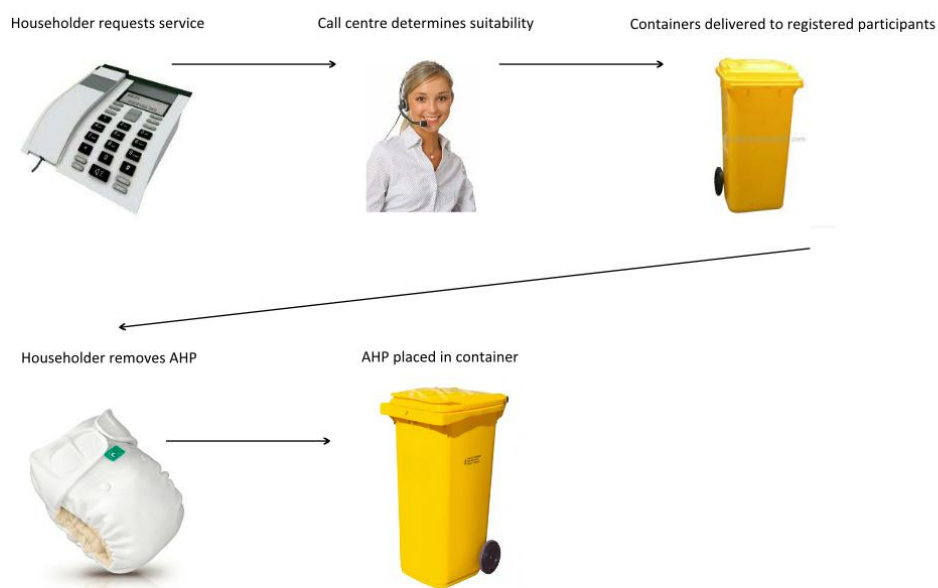 Householder requests service
Call centre determines suitability
Containers delivered to registered participants
Householder removes AHP
AHP placed in container